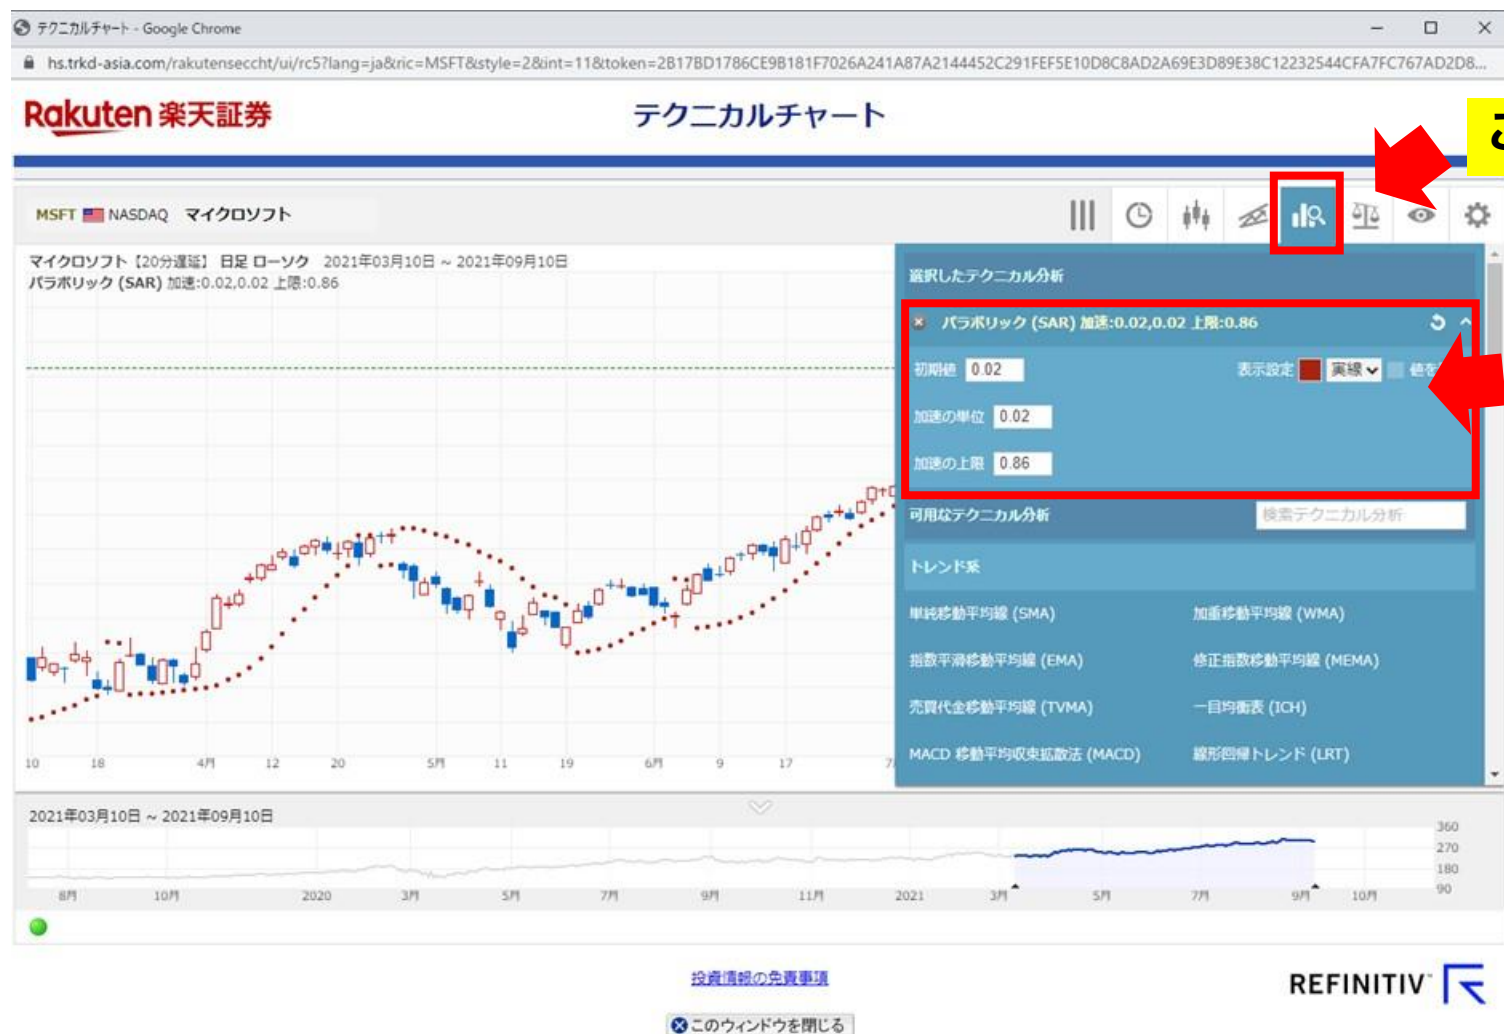 テクニカルチャート - Google Chrome
hs.trkd-asia.com/rakutenseccht/ui/rc5?lang=ja&ric=MSFT&style=2&int=11&token=2B17BD1786CE9B181F7026A241A87A2144452C291FEF5E10D8C8AD2A69E3D89E38C12232544CFA7FC767AD2D8...
Rakuten 楽天証券
テクニカルチャート
MSFT NASDAQ マイクロソフト
マイクロソフト【20分遅延】 日足 ローソク 2021年03月10日 ~ 2021年09月10日
パラボリック (SAR) 加速:0.02,0.02 上限:0.86
選択したテクニカル分析
パラボリック (SAR) 加速:0.02,0.02 上限:0.86
初期値 0.02 表示設定 実線 値を
加速の単位 0.02
加速の上限 0.86
可用なテクニカル分析 検索テクニカル分析
トレンド系
単純移動平均線 (SMA) 加重移動平均線 (WMA)
指数平滑移動平均線 (EMA) 修正指数移動平均線 (MEMA)
売買代金移動平均線 (TVMA) 一目均衡表 (ICH)
MACD 移動平均収束拡散法 (MACD) 線形回帰トレンド (LRT)
10 18 4月 12 20 5月 11 19 6月 9 17 7
2021年03月10日 ~ 2021年09月10日
360
270
180
90
8月 10月 2020 3月 5月 7月 9月 11月 2021 3月 5月 7月 9月 10月
投資情報の免責事項
REFINITIV
このウィンドウを閉じる